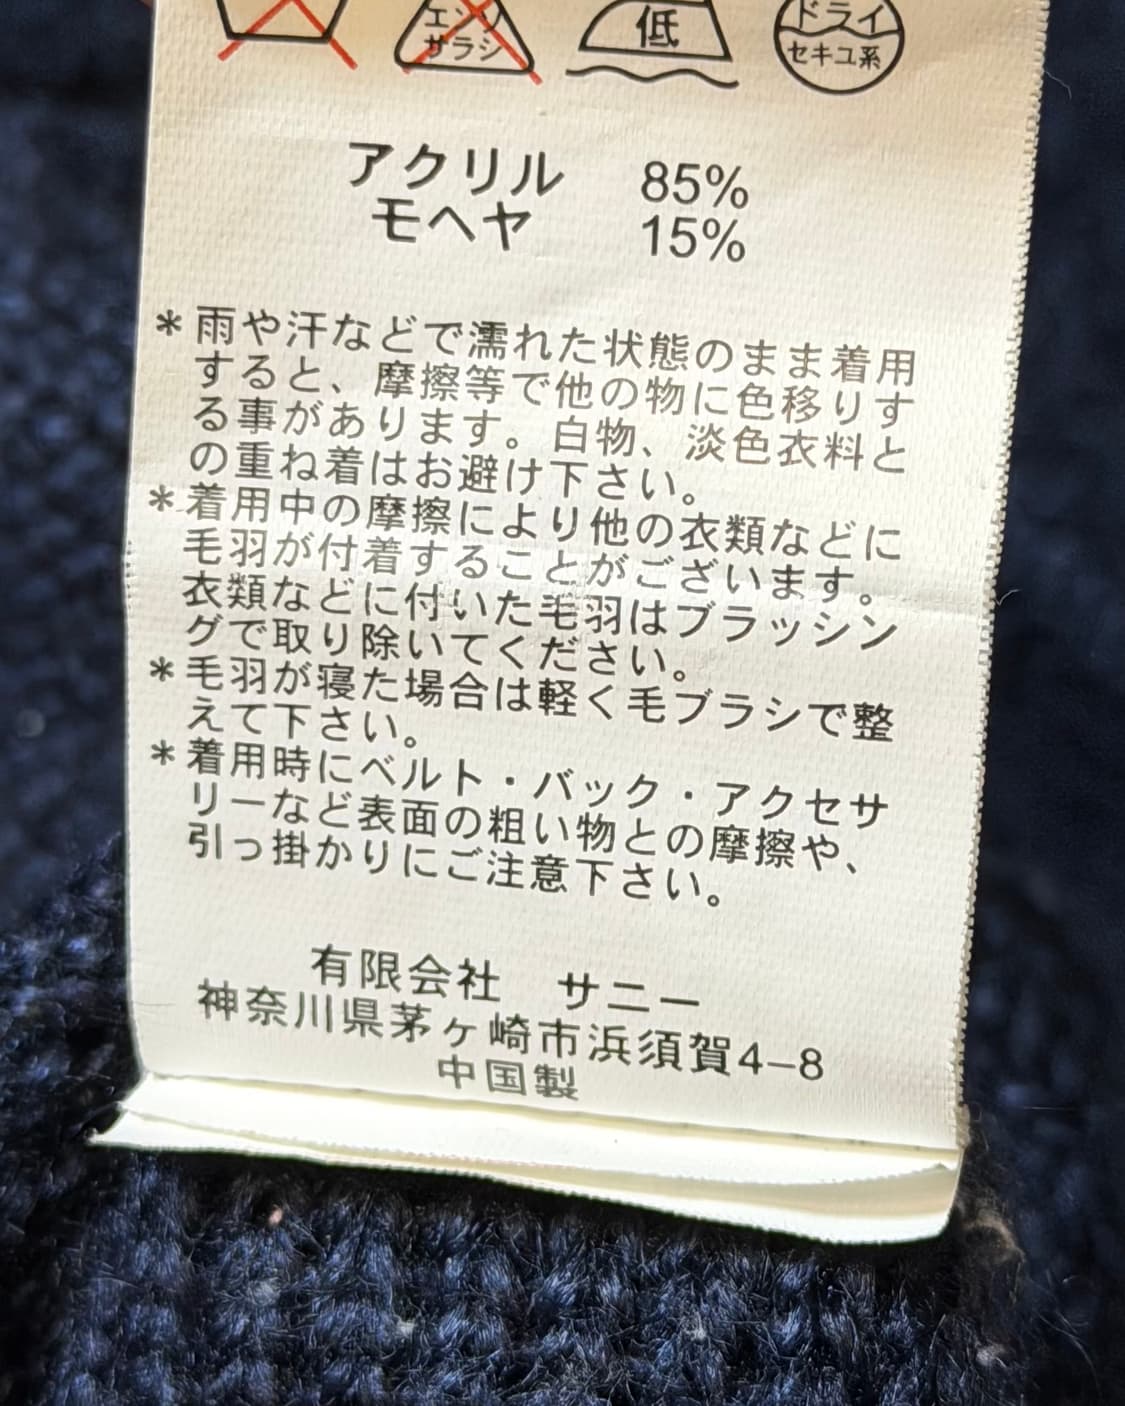 エンソ
サラシ
低
ドライ
セキユ系
アクリル 85%
モヘヤ 15%
＊雨や汗などで濡れた状態のまま着用
すると、摩擦等で他の物に色移りす
る事があります。白物、淡色衣料と
の重ね着はお避け下さい。
＊着用中の摩擦により他の衣類などに
毛羽が付着することがございます。
衣類などに付いた毛羽はブラッシン
グで取り除いてください。
＊毛羽が寝た場合は軽く毛ブラシで整
えて下さい。
＊着用時にベルト・バック・アクセサ
リーなど表面の粗い物との摩擦や、
引っ掛かりにご注意下さい。
有限会社 サニー
神奈川県茅ヶ崎市浜須賀4–8
中国製